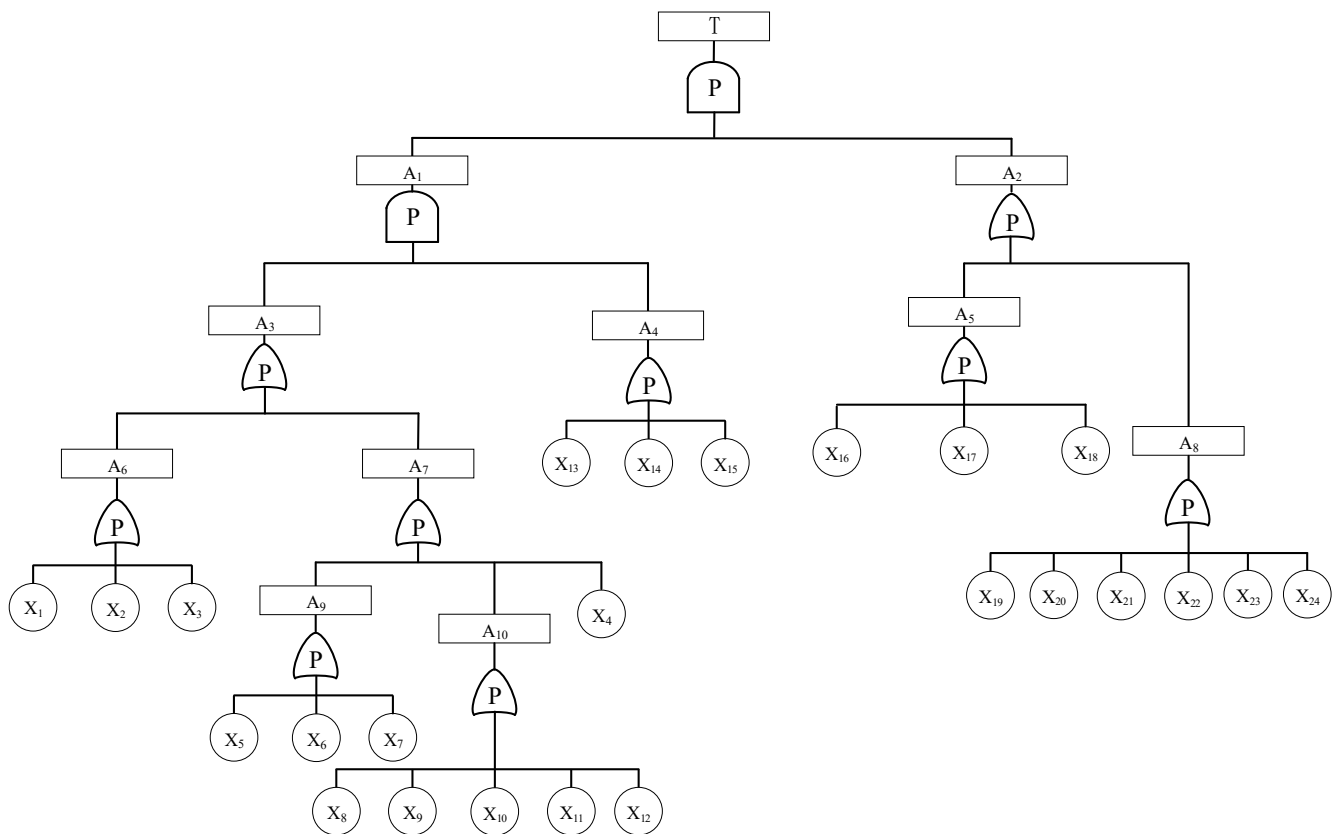 T
P
A₁
A₂
P
P
A₃
A₄
A₅
P
P
P
X₁₃
X₁₄
X₁₅
X₁₆
X₁₇
X₁₈
A₆
A₇
A₈
P
P
P
X₁
X₂
X₃
A₉
A₁₀
X₄
X₁₉
X₂₀
X₂₁
X₂₂
X₂₃
X₂₄
P
P
X₅
X₆
X₇
X₈
X₉
X₁₀
X₁₁
X₁₂